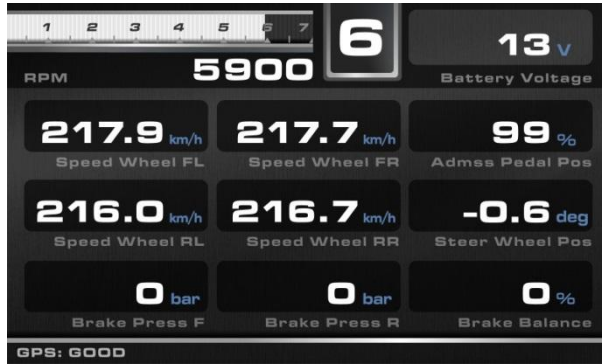 1 2 3 4 5 6 7
6
13 V
RPM 5900
Battery Voltage
217.9 km/h 217.7 km/h 99 %
Speed Wheel FL Speed Wheel FR Admss Pedal Pos
216.0 km/h 216.7 km/h -0.6 deg
Speed Wheel RL Speed Wheel RR Steer Wheel Pos
0 bar 0 bar 0 %
Brake Press F Brake Press R Brake Balance
GPS: GOOD